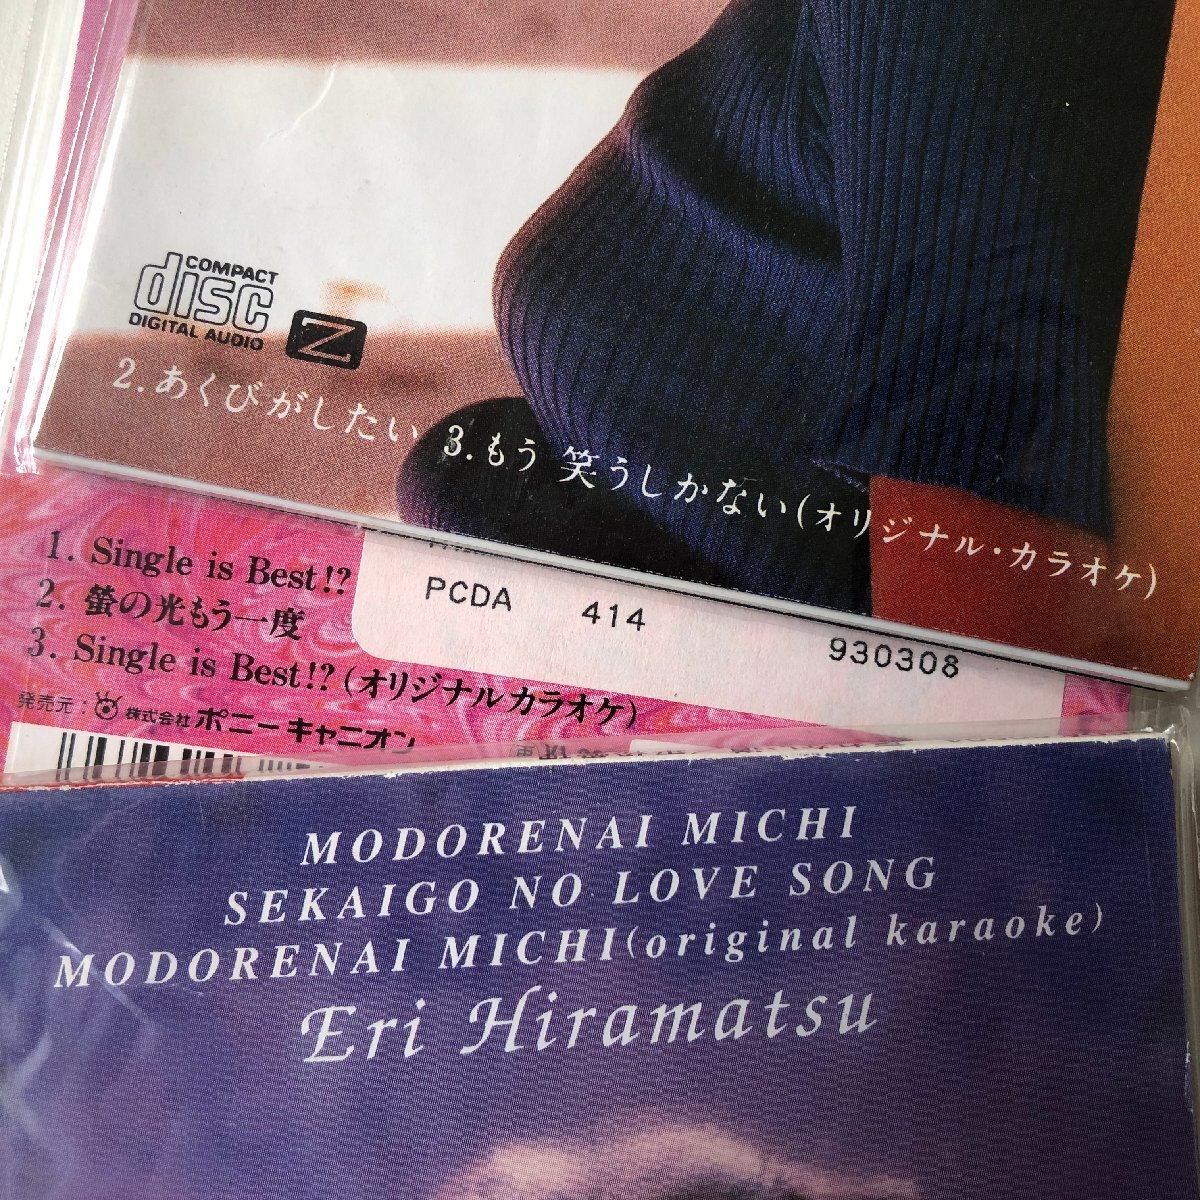 COMPACT
disc
DIGITAL AUDIO
Z
2.あくびがしたい 3.もう 笑うしかない(オリジナル・カラオケ)
1. Single is Best!?
2. 螢の光もう一度
3. Single is Best!?(オリジナルカラオケ)
PCDA 414
930308
発売元: 株式会社 ポニーキャニオン
MODORENAI MICHI
SEKAIGO NO LOVE SONG
MODORENAI MICHI(original karaoke)
Eri Hiramatsu